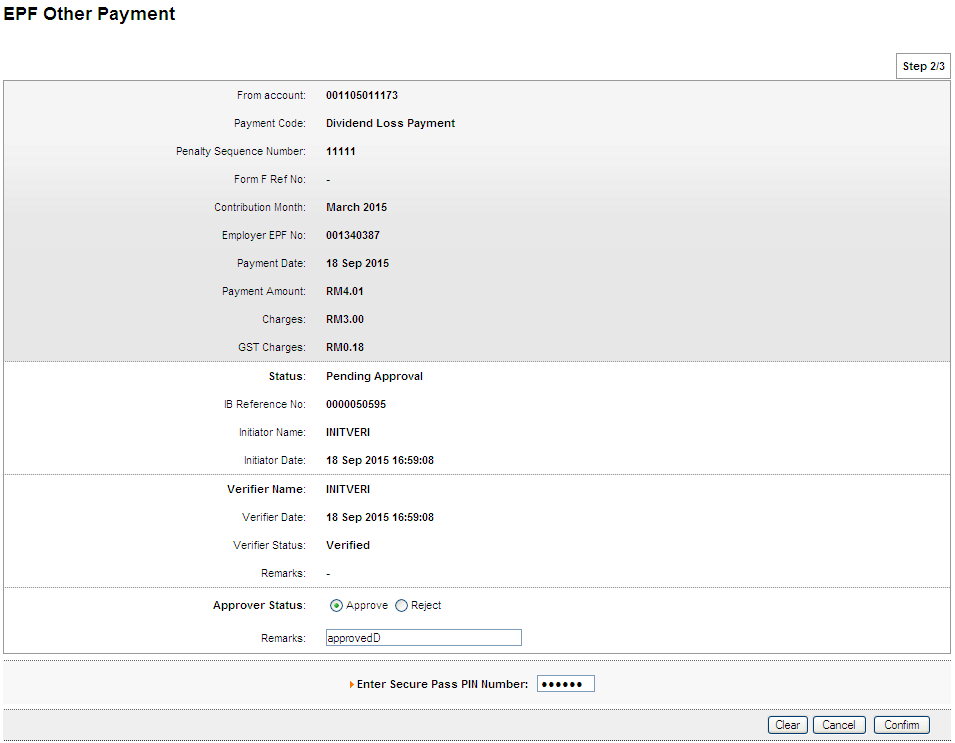 EPF Other Payment
Step 2/3
From account: 001105011173
Payment Code: Dividend Loss Payment
Penalty Sequence Number: 11111
Form F Ref No: -
Contribution Month: March 2015
Employer EPF No: 001340387
Payment Date: 18 Sep 2015
Payment Amount: RM4.01
Charges: RM3.00
GST Charges: RM0.18
Status: Pending Approval
IB Reference No: 0000050595
Initiator Name: INITVERI
Initiator Date: 18 Sep 2015 16:59:08
Verifier Name: INITVERI
Verifier Date: 18 Sep 2015 16:59:08
Verifier Status: Verified
Remarks: -
Approver Status: Approve Reject
Remarks: approvedD
Enter Secure Pass PIN Number: ••••••
Clear Cancel Confirm